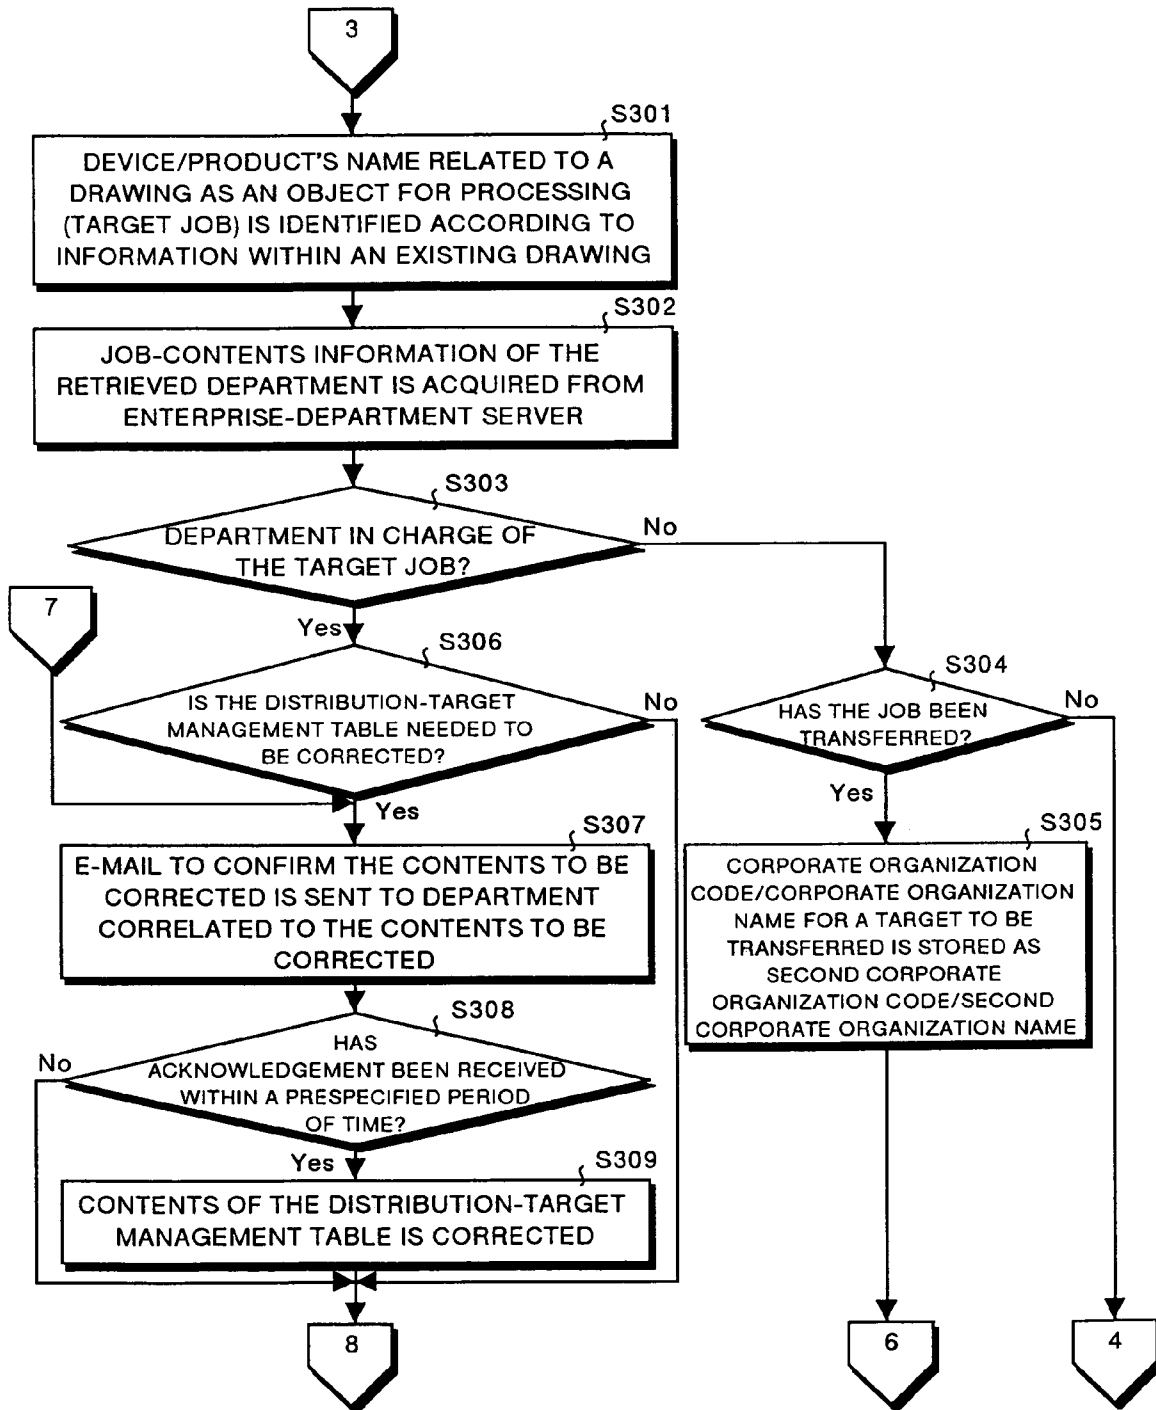 3
S301
DEVICE/PRODUCT'S NAME RELATED TO A
DRAWING AS AN OBJECT FOR PROCESSING
(TARGET JOB) IS IDENTIFIED ACCORDING TO
INFORMATION WITHIN AN EXISTING DRAWING
S302
JOB-CONTENTS INFORMATION OF THE
RETRIEVED DEPARTMENT IS ACQUIRED FROM
ENTERPRISE-DEPARTMENT SERVER
S303
DEPARTMENT IN CHARGE OF
THE TARGET JOB?
No
Yes
7
S306
IS THE DISTRIBUTION-TARGET
MANAGEMENT TABLE NEEDED TO
BE CORRECTED?
No
Yes
S304
HAS THE JOB BEEN
TRANSFERRED?
No
Yes
S307
E-MAIL TO CONFIRM THE CONTENTS TO BE
CORRECTED IS SENT TO DEPARTMENT
CORRELATED TO THE CONTENTS TO BE
CORRECTED
S305
CORPORATE ORGANIZATION
CODE/CORPORATE ORGANIZATION
NAME FOR A TARGET TO BE
TRANSFERRED IS STORED AS
SECOND CORPORATE
ORGANIZATION CODE/SECOND
CORPORATE ORGANIZATION NAME
S308
HAS
ACKNOWLEDGEMENT BEEN RECEIVED
WITHIN A PRESPECIFIED PERIOD
OF TIME?
No
Yes
S309
CONTENTS OF THE DISTRIBUTION-TARGET
MANAGEMENT TABLE IS CORRECTED
8
6
4